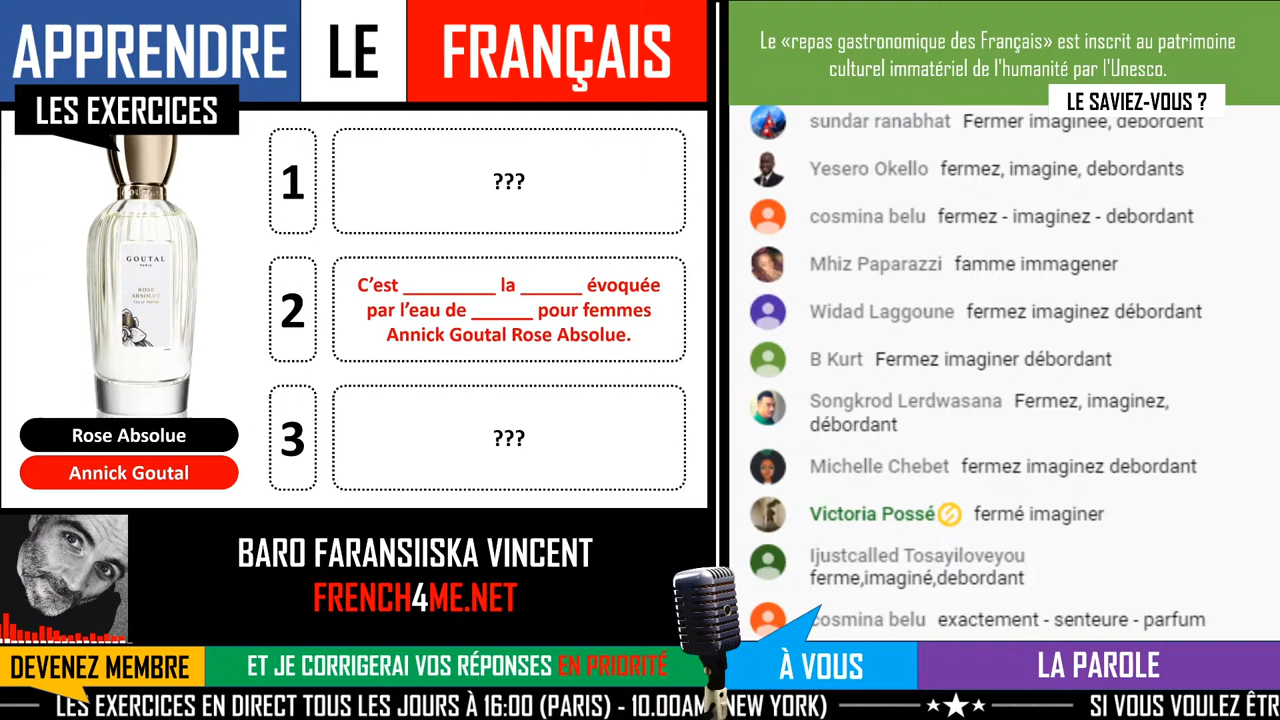 APPRENDRE LE FRANÇAIS
LES EXERCICES
GOUTAL
PARIS
ROSE
ABSOLUE
Rose Absolue
Annick Goutal
1
???
2
C’est _________ la ______ évoquée
par l’eau de ______ pour femmes
Annick Goutal Rose Absolue.
3
???
BARO FARANSIISKA VINCENT
FRENCH4ME.NET
DEVENEZ MEMBRE
ET JE CORRIGERAI VOS RÉPONSES EN PRIORITÉ
Le «repas gastronomique des Français» est inscrit au patrimoine
culturel immatériel de l'humanité par l'Unesco.
LE SAVIEZ-VOUS ?
sundar ranabhat Fermer imaginée, débordent
Yesero Okello fermez, imagine, debordants
cosmina belu fermez - imaginez - debordant
Mhiz Paparazzi famme immagener
Widad Laggoune fermez imaginez débordant
B Kurt Fermez imaginer débordant
Songkrod Lerdwasana Fermez, imaginez,
débordant
Michelle Chebet fermez imaginez debordant
Victoria Possé fermé imaginer
Ijustcalled Tosayiloveyou
ferme,imaginé,debordant
cosmina belu exactement - senteure - parfum
À VOUS
LA PAROLE
LES EXERCICES EN DIRECT TOUS LES JOURS À 16:00 (PARIS) - 10.00AM NEW YORK) SI VOUS VOULEZ ÊTR